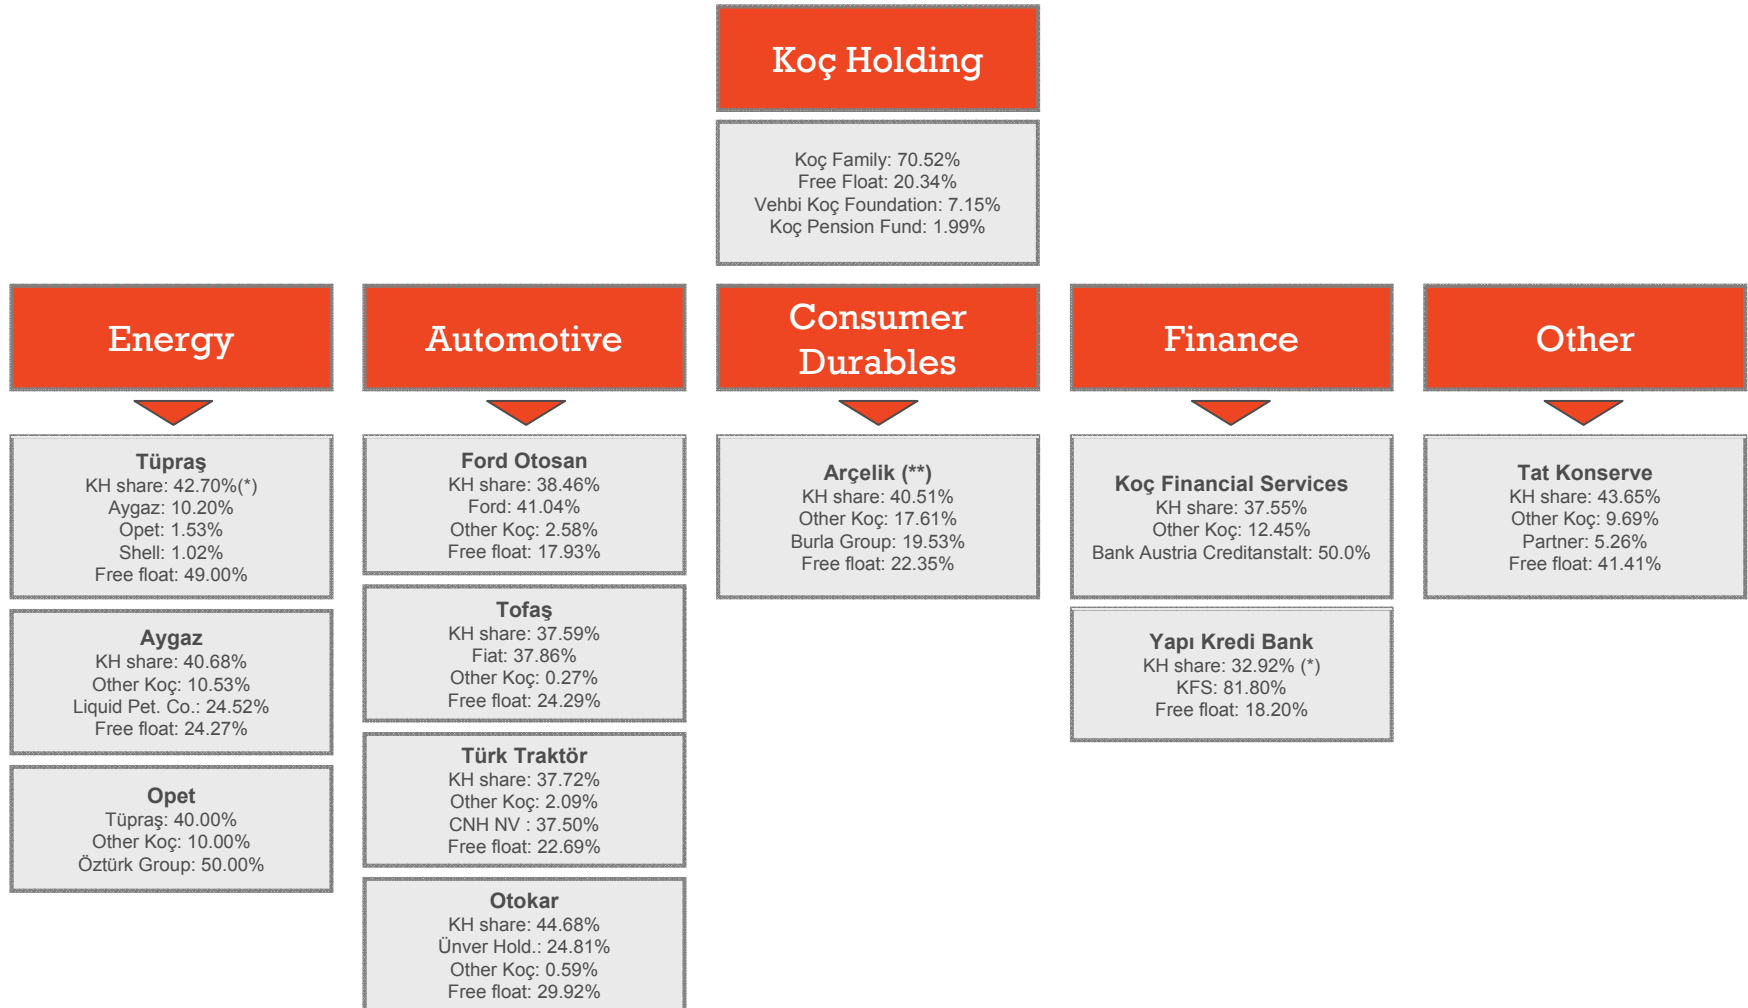 Koç Holding
Koç Family: 70.52%
Free Float: 20.34%
Vehbi Koç Foundation: 7.15%
Koç Pension Fund: 1.99%
Energy
Tüpraş
KH share: 42.70%(*)
Aygaz: 10.20%
Opet: 1.53%
Shell: 1.02%
Free float: 49.00%
Aygaz
KH share: 40.68%
Other Koç: 10.53%
Liquid Pet. Co.: 24.52%
Free float: 24.27%
Opet
Tüpraş: 40.00%
Other Koç: 10.00%
Öztürk Group: 50.00%
Automotive
Ford Otosan
KH share: 38.46%
Ford: 41.04%
Other Koç: 2.58%
Free float: 17.93%
Tofaş
KH share: 37.59%
Fiat: 37.86%
Other Koç: 0.27%
Free float: 24.29%
Türk Traktör
KH share: 37.72%
Other Koç: 2.09%
CNH NV : 37.50%
Free float: 22.69%
Otokar
KH share: 44.68%
Ünver Hold.: 24.81%
Other Koç: 0.59%
Free float: 29.92%
Consumer
Durables
Arçelik (**)
KH share: 40.51%
Other Koç: 17.61%
Burla Group: 19.53%
Free float: 22.35%
Finance
Koç Financial Services
KH share: 37.55%
Other Koç: 12.45%
Bank Austria Creditanstalt: 50.0%
Yapı Kredi Bank
KH share: 32.92% (*)
KFS: 81.80%
Free float: 18.20%
Other
Tat Konserve
KH share: 43.65%
Other Koç: 9.69%
Partner: 5.26%
Free float: 41.41%